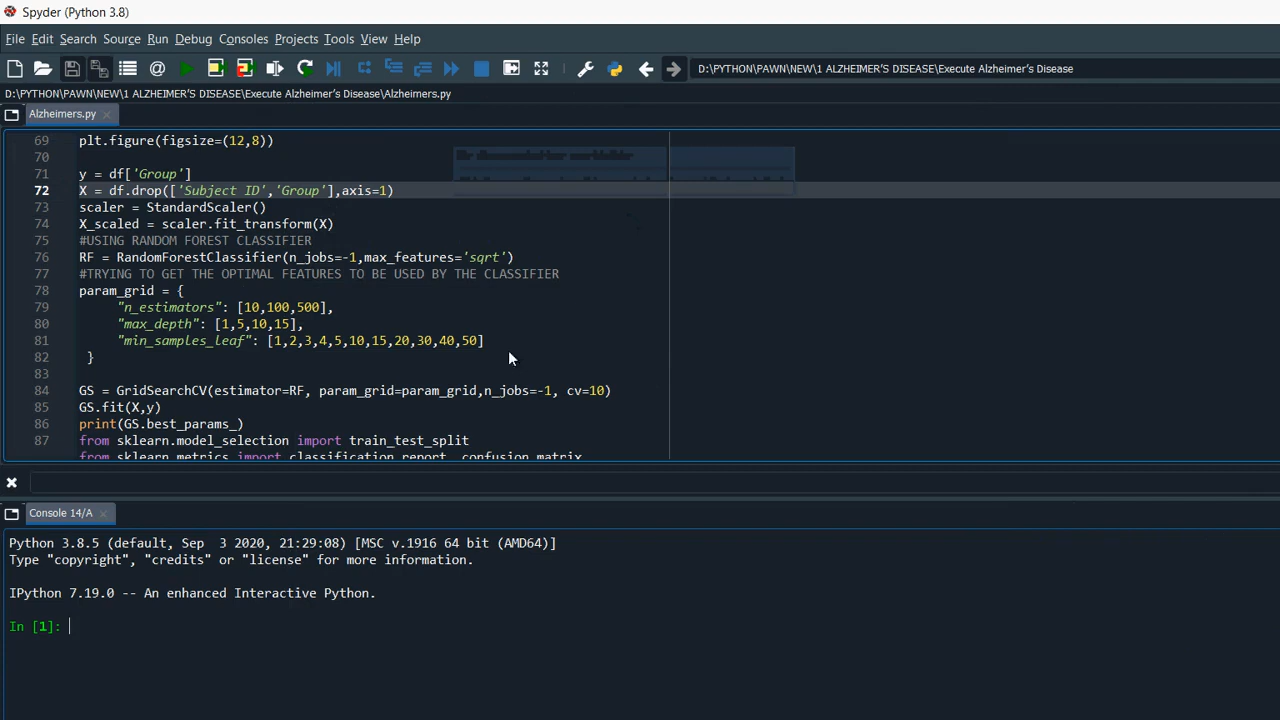 Spyder (Python 3.8)
File Edit Search Source Run Debug Consoles Projects Tools View Help
D:\PYTHON\PAWN\NEW\1 ALZHEIMER'S DISEASE\Execute Alzheimer's Disease
D:\PYTHON\PAWN\NEW\1 ALZHEIMER'S DISEASE\Execute Alzheimer's Disease\Alzheimers.py
Alzheimers.py
69 plt.figure(figsize=(12,8))
70
71 y = df['Group']
72 X = df.drop(['Subject ID','Group'],axis=1)
73 scaler = StandardScaler()
74 X_scaled = scaler.fit_transform(X)
75 #USING RANDOM FOREST CLASSIFIER
76 RF = RandomForestClassifier(n_jobs=-1,max_features='sqrt')
77 #TRYING TO GET THE OPTIMAL FEATURES TO BE USED BY THE CLASSIFIER
78 param_grid = {
79 "n_estimators": [10,100,500],
80 "max_depth": [1,5,10,15],
81 "min_samples_leaf": [1,2,3,4,5,10,15,20,30,40,50]
82 }
83
84 GS = GridSearchCV(estimator=RF, param_grid=param_grid,n_jobs=-1, cv=10)
85 GS.fit(X,y)
86 print(GS.best_params_)
87 from sklearn.model_selection import train_test_split
from sklearn.metrics import classification_report, confusion_matrix
Console 14/A
Python 3.8.5 (default, Sep  3 2020, 21:29:08) [MSC v.1916 64 bit (AMD64)]
Type "copyright", "credits" or "license" for more information.
IPython 7.19.0 -- An enhanced Interactive Python.
In [1]: